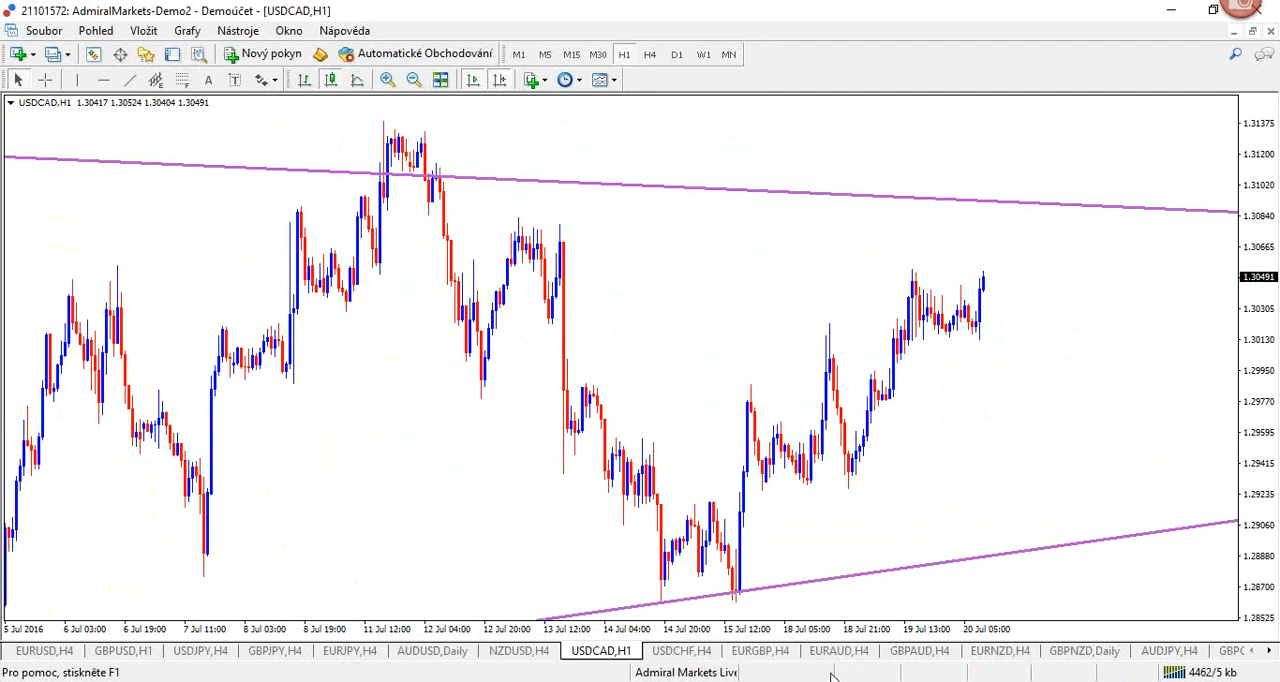 21101572: AdmiralMarkets-Demo2 - Demoúčet - [USDCAD,H1]
Soubor Pohled Vložit Grafy Nástroje Okno Nápověda
Nový pokyn Automatické Obchodování M1 M5 M15 M30 H1 H4 D1 W1 MN
A T
USDCAD,H1 1.30417 1.30524 1.30404 1.30491
1.31375
1.31200
1.31020
1.30840
1.30665
1.30491
1.30305
1.30130
1.29950
1.29770
1.29595
1.29415
1.29235
1.29060
1.28880
1.28700
1.28525
5 Jul 2016 6 Jul 03:00 6 Jul 19:00 7 Jul 11:00 8 Jul 03:00 8 Jul 19:00 11 Jul 12:00 12 Jul 04:00 12 Jul 20:00 13 Jul 12:00 14 Jul 04:00 14 Jul 20:00 15 Jul 12:00 18 Jul 05:00 18 Jul 21:00 19 Jul 13:00 20 Jul 05:00
EURUSD,H4 GBPUSD,H1 USDJPY,H4 GBPJPY,H4 EURJPY,H4 AUDUSD,Daily NZDUSD,H4 USDCAD,H1 USDCHF,H4 EURGBP,H4 EURAUD,H4 GBPAUD,H4 EURNZD,H4 GBPNZD,Daily AUDJPY,H4 GBPC
Pro pomoc, stiskněte F1 Admiral Markets Live 4462/5 kb